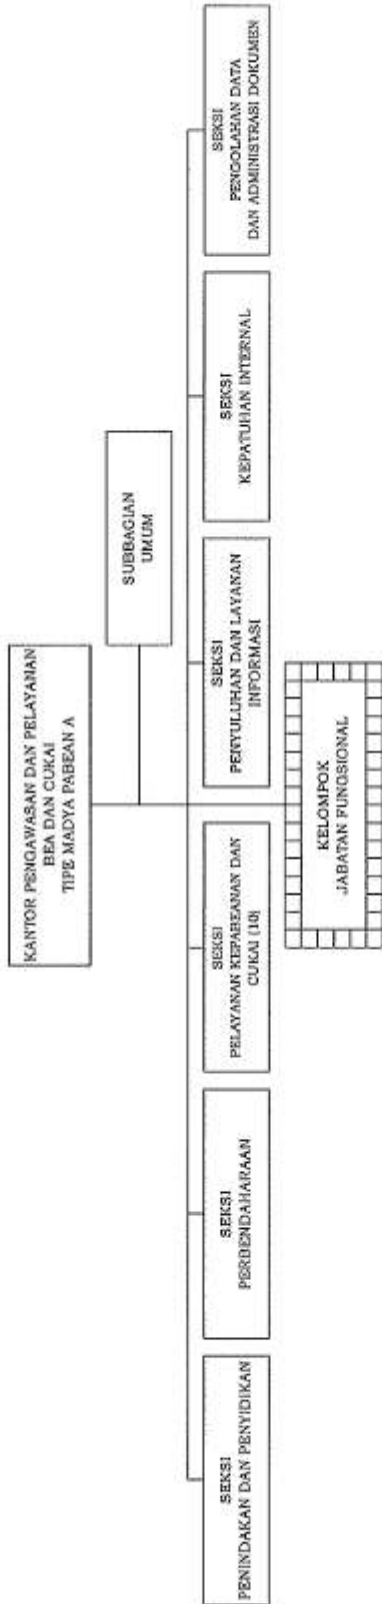 KANTOR PENGAWASAN DAN PELAYANAN
BEA DAN CUKAI
TIPE MADYA PABEAN A
SUBBAGIAN
UMUM
SEKSI
PENINDAKAN DAN PENYIDIKAN
SEKSI
PERBENDAHARAAN
SEKSI
PELAYANAN KEPABEANAN DAN
CUKAI (10)
SEKSI
PENYULUHAN DAN LAYANAN
INFORMASI
SEKSI
KEPATUHAN INTERNAL
SEKSI
PENGOLAHAN DATA
DAN ADMINISTRASI DOKUMEN
KELOMPOK
JABATAN FUNGSIONAL